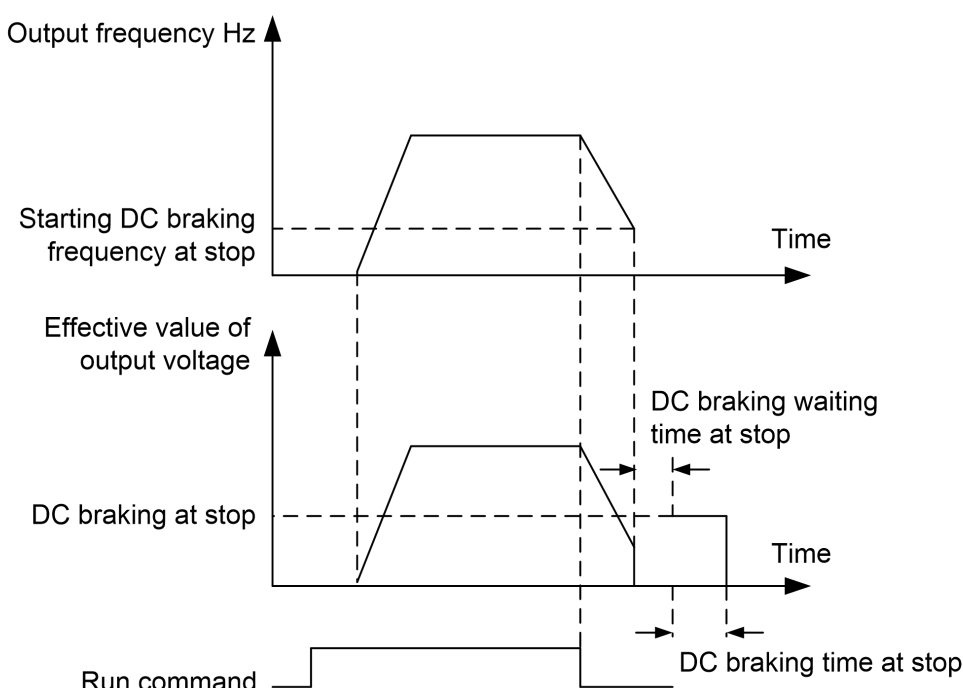 Output frequency Hz
Starting DC braking
frequency at stop
Time
Effective value of
output voltage
DC braking waiting
time at stop
DC braking at stop
Time
DC braking time at stop
Run command